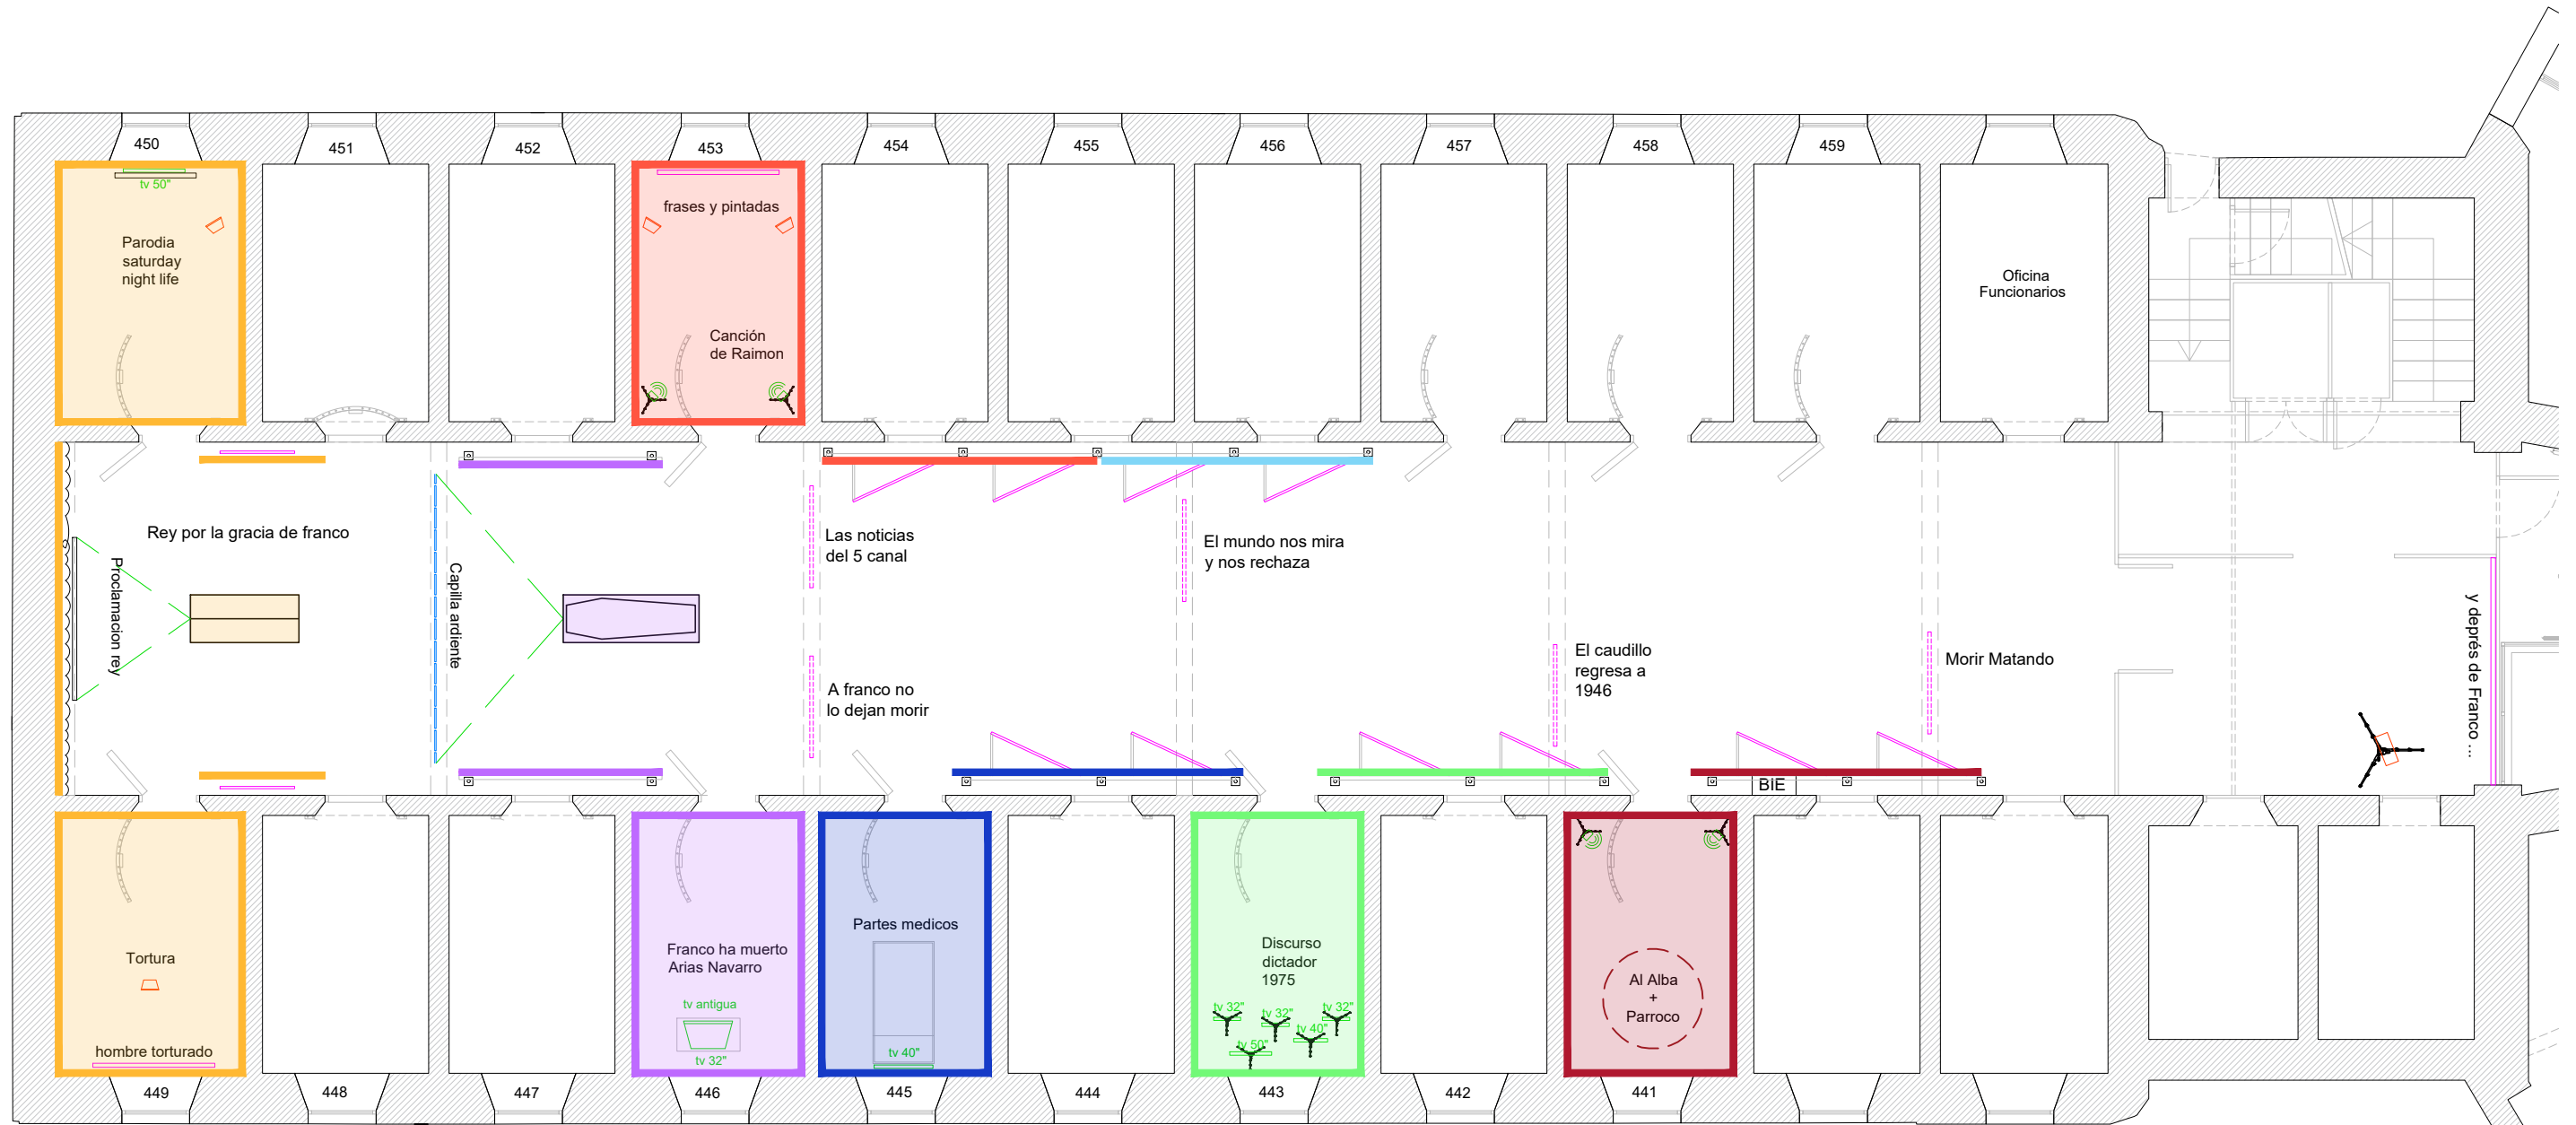 450
451
452
453
454
455
456
457
458
459
tv 50"
Parodia
saturday
night life
frases y pintadas
Canción
de Raimon
Oficina
Funcionarios
Rey por la gracia de franco
Proclamacion rey
Capilla ardiente
Las noticias
del 5 canal
A franco no
lo dejan morir
El mundo nos mira
y nos rechaza
El caudillo
regresa a
1946
Morir Matando
y deprés de Franco ...
BIE
Tortura
hombre torturado
Franco ha muerto
Arias Navarro
tv antigua
tv 32"
Partes medicos
tv 40"
Discurso
dictador
1975
tv 32"
tv 32"
tv 32"
tv 40"
tv 50"
Al Alba
+
Parroco
449
448
447
446
445
444
443
442
441